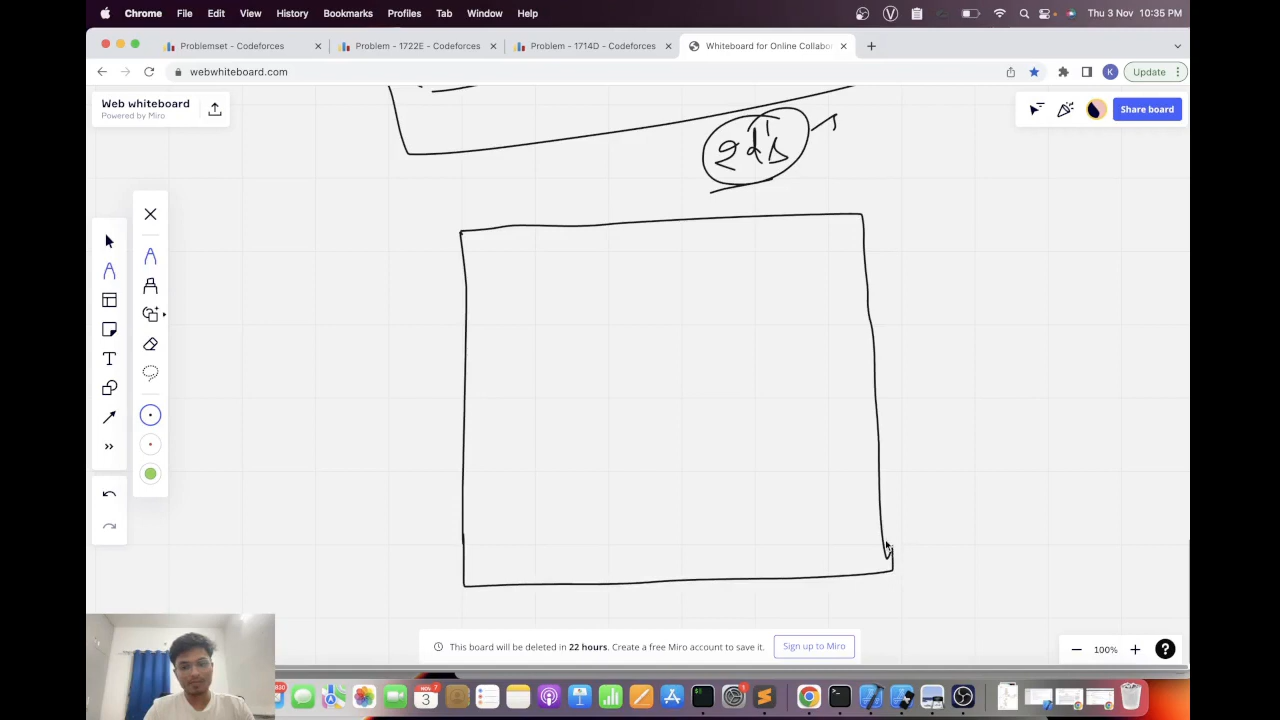 Chrome File Edit View History Bookmarks Profiles Tab Window Help
Thu 3 Nov 10:35 PM
Problemset - Codeforces
Problem - 1722E - Codeforces
Problem - 1714D - Codeforces
Whiteboard for Online Collabo
webwhiteboard.com
K
Update
Web whiteboard
Powered by Miro
Share board
This board will be deleted in 22 hours. Create a free Miro account to save it.
Sign up to Miro
100%
NOV
3